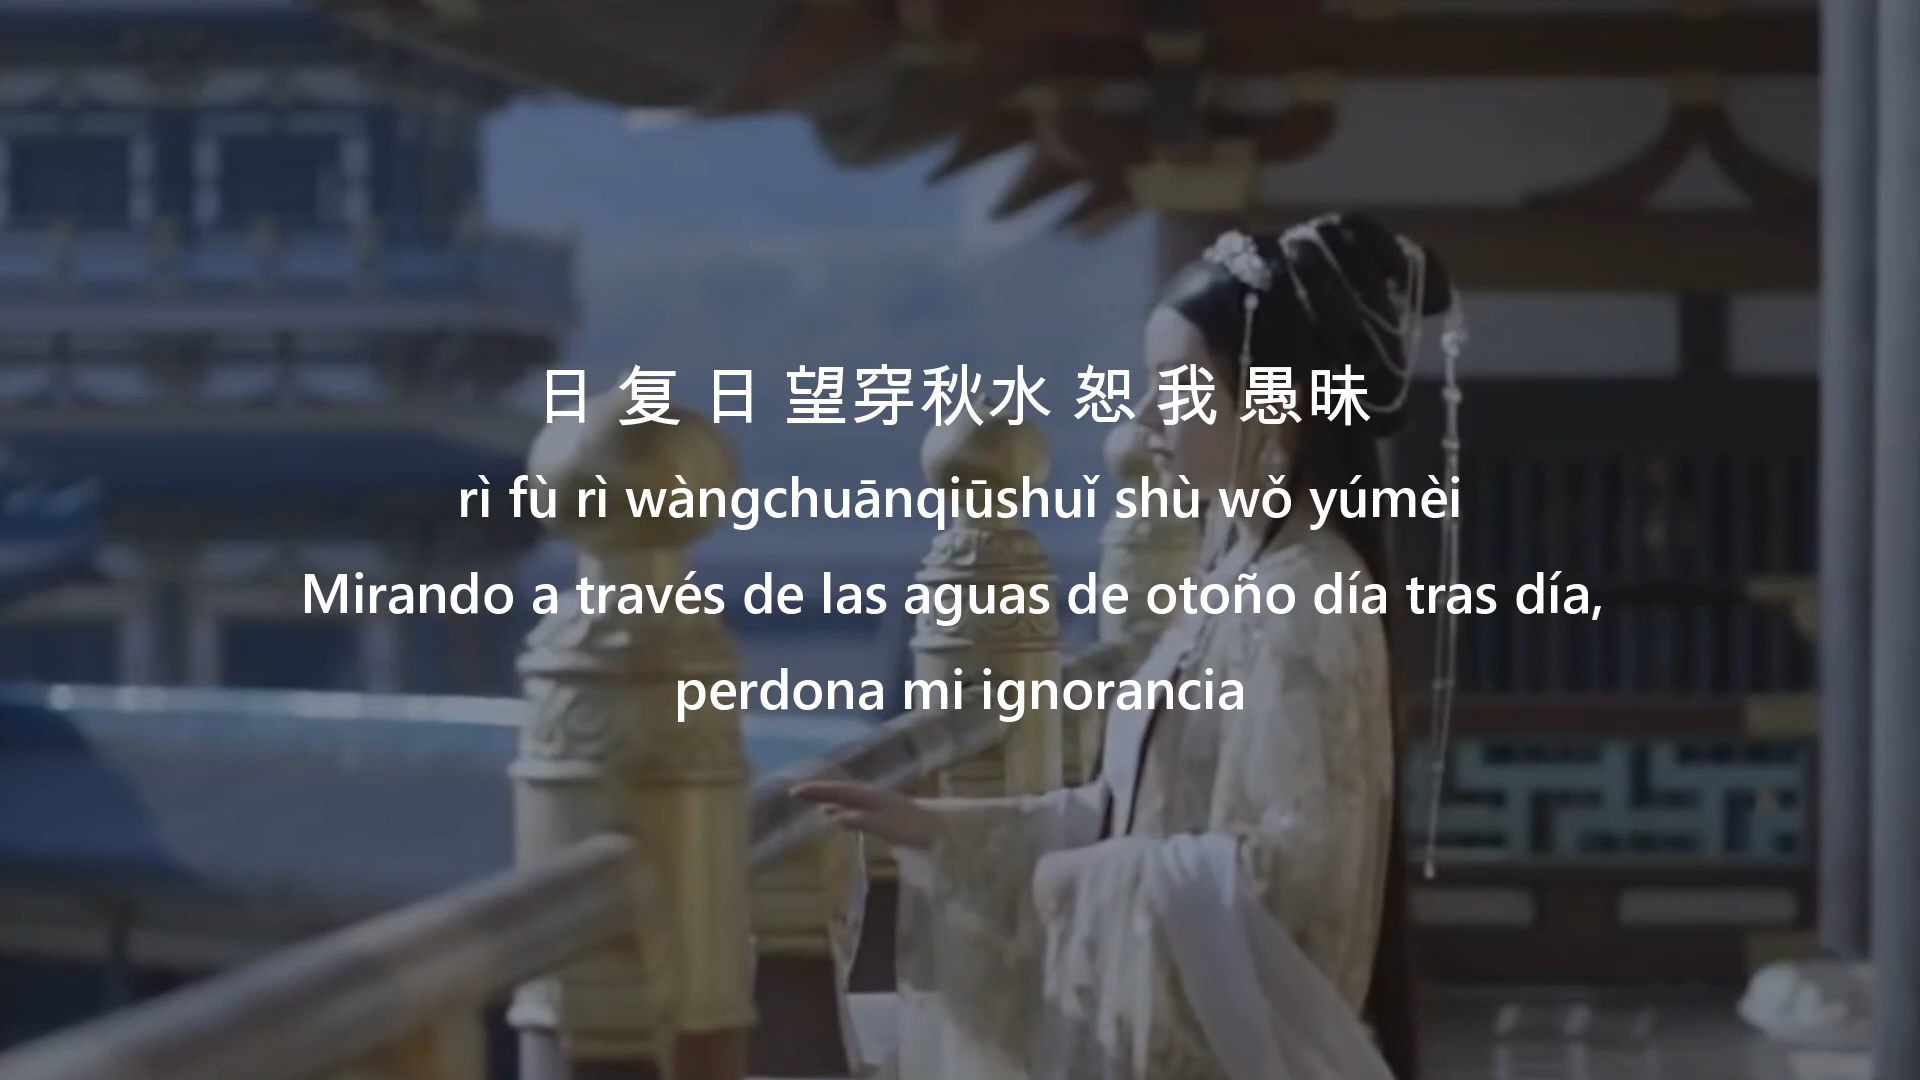 日 复 日 望穿秋水 恕 我 愚昧
rì fù rì wàngchuānqiūshuǐ shù wǒ yúmèi
Mirando a través de las aguas de otoño día tras día,
perdona mi ignorancia